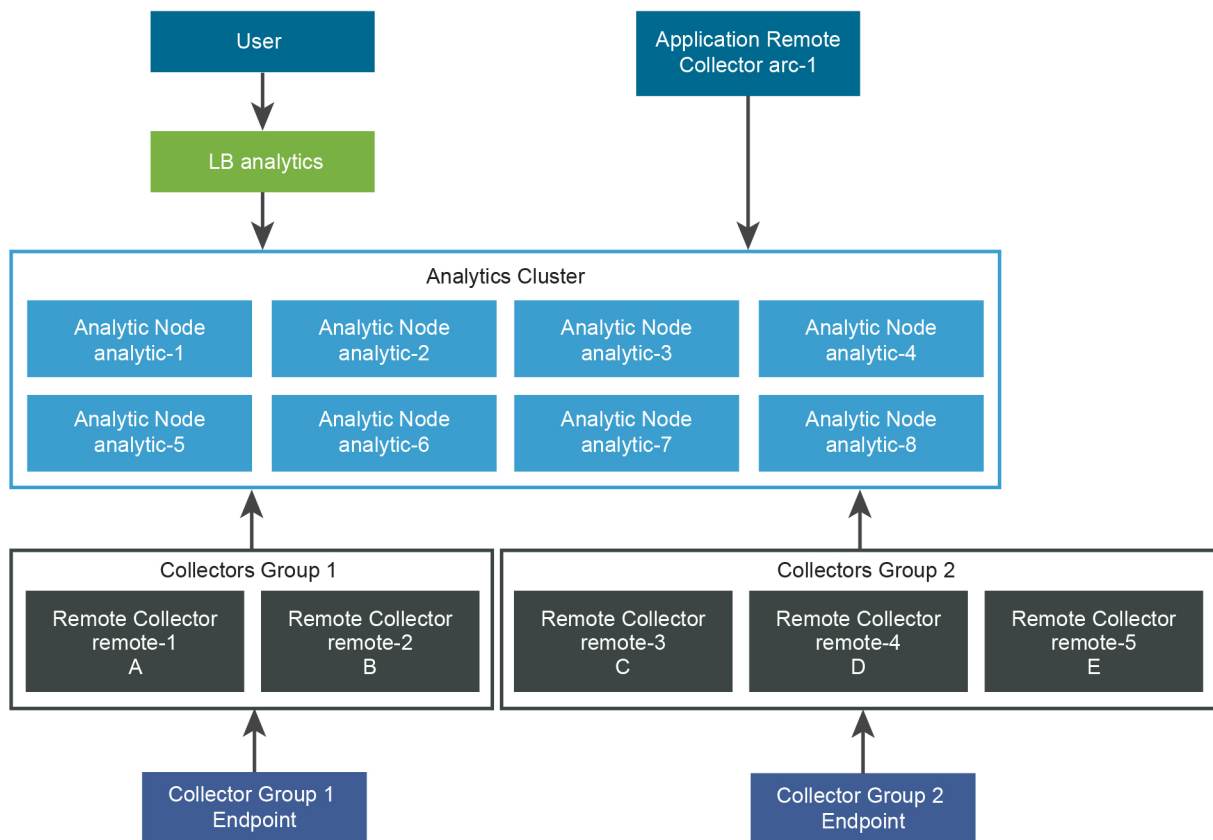 User
Application Remote
Collector arc-1
LB analytics
Analytics Cluster
Analytic Node
analytic-1
Analytic Node
analytic-2
Analytic Node
analytic-3
Analytic Node
analytic-4
Analytic Node
analytic-5
Analytic Node
analytic-6
Analytic Node
analytic-7
Analytic Node
analytic-8
Collectors Group 1
Remote Collector
remote-1
A
Remote Collector
remote-2
B
Collectors Group 2
Remote Collector
remote-3
C
Remote Collector
remote-4
D
Remote Collector
remote-5
E
Collector Group 1
Endpoint
Collector Group 2
Endpoint